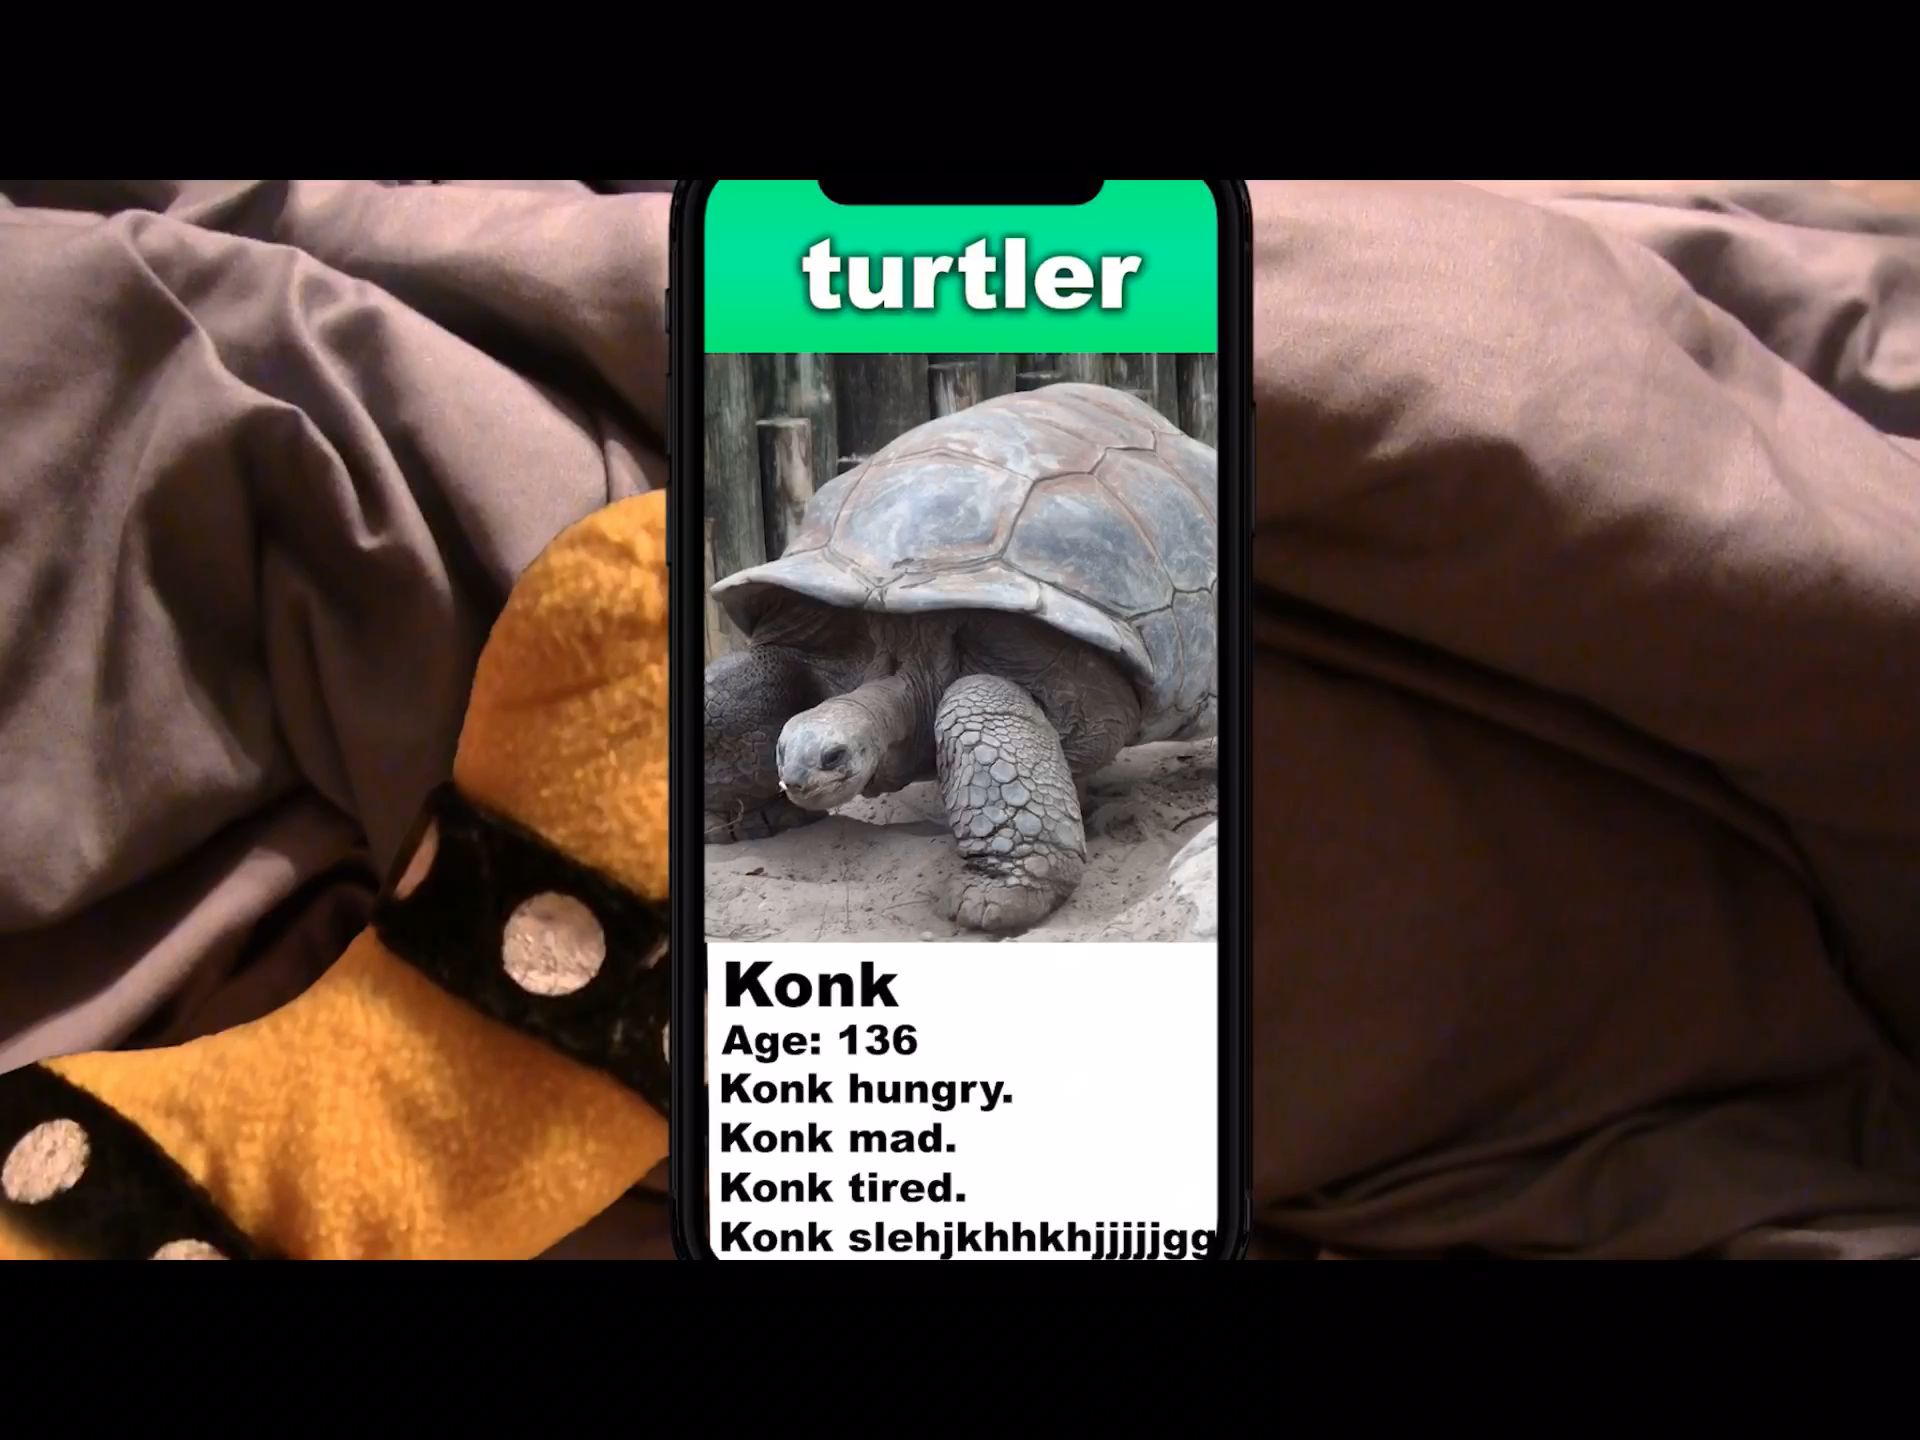 turtler
Konk
Age: 136
Konk hungry.
Konk mad.
Konk tired.
Konk slehjkhhkhjjjjjgg